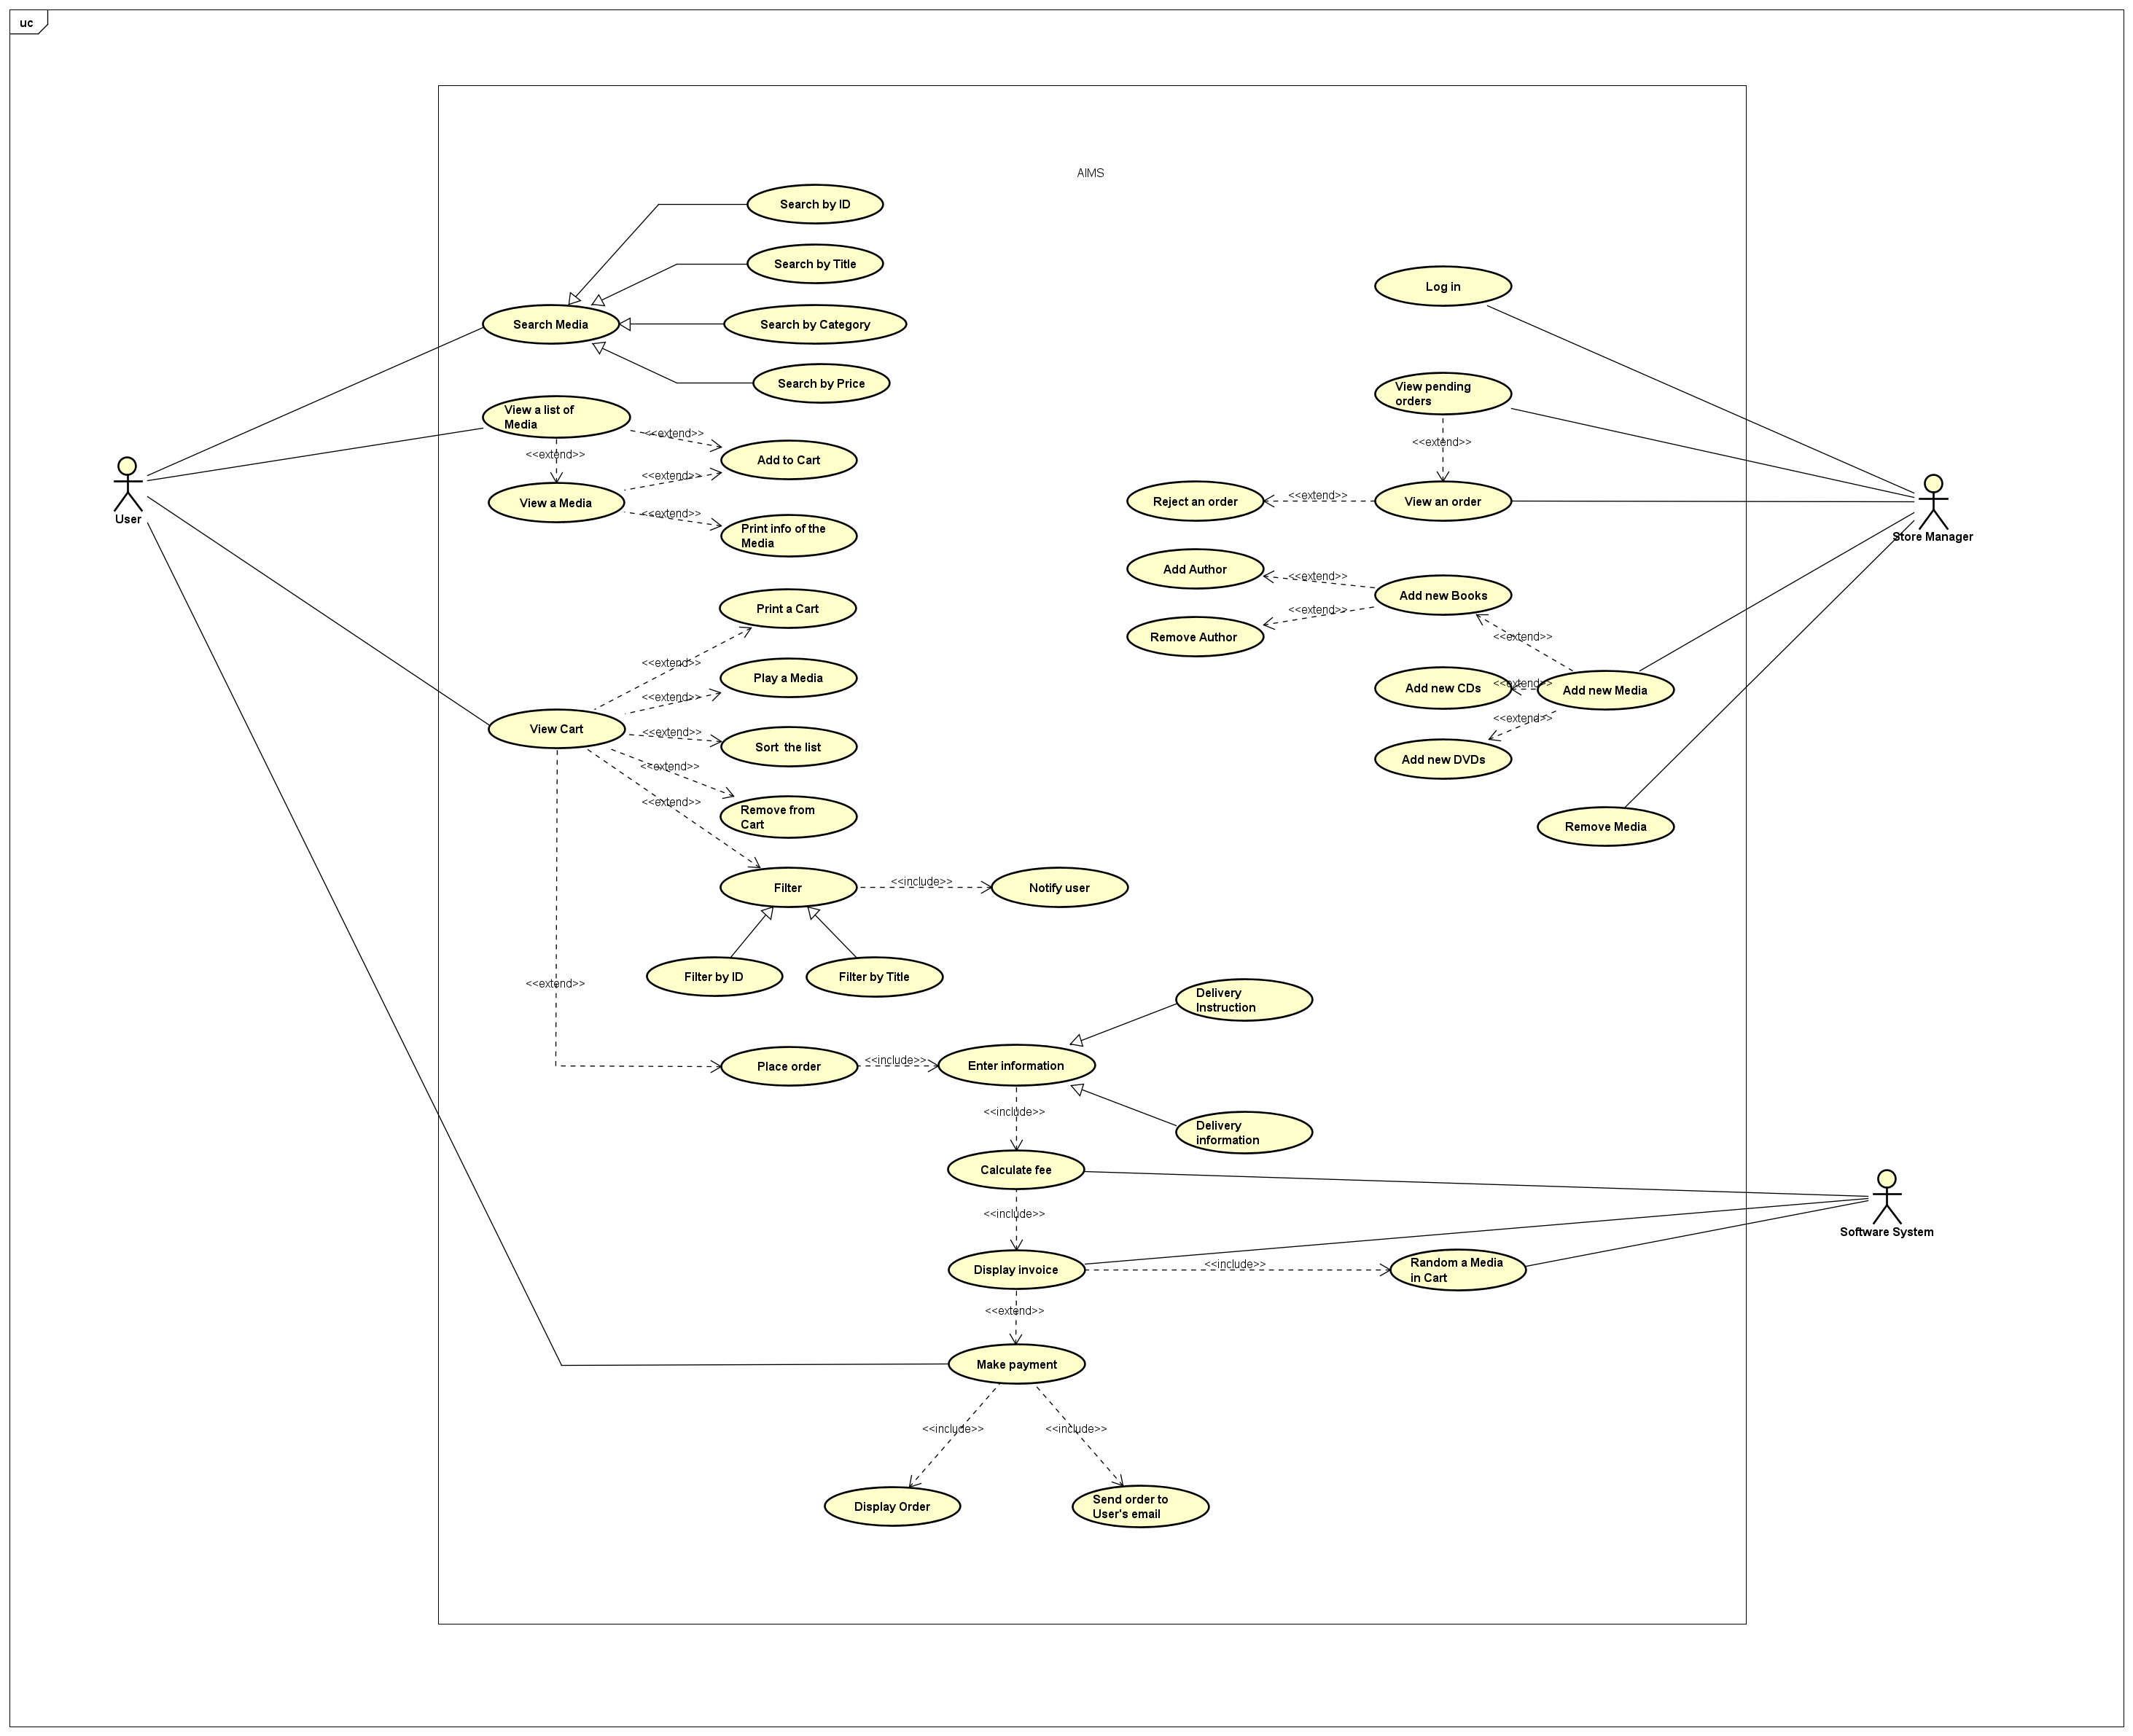 uc
AIMS
Search by ID
Search by Title
Search Media
Search by Category
Search by Price
View a list of
Media
<<extend>>
<<extend>>
Add to Cart
View a Media
<<extend>>
<<extend>>
Print info of the
Media
User
Print a Cart
<<extend>>
Play a Media
<<extend>>
View Cart
<<extend>>
Sort  the list
<<extend>>
Remove from
Cart
<<extend>>
Filter
<<include>>
Notify user
Filter by ID
Filter by Title
<<extend>>
Place order
<<include>>
Enter information
Delivery
Instruction
Delivery
information
<<include>>
Calculate fee
<<include>>
Display invoice
<<include>>
Random a Media
in Cart
<<extend>>
Make payment
<<include>>
<<include>>
Display Order
Send order to
User's email
Log in
View pending
orders
<<extend>>
Reject an order
<<extend>>
View an order
Store Manager
Add Author
<<extend>>
Add new Books
Remove Author
<<extend>>
<<extend>>
Add new CDs
<<extend>>
Add new Media
<<extend>>
Add new DVDs
Remove Media
Software System